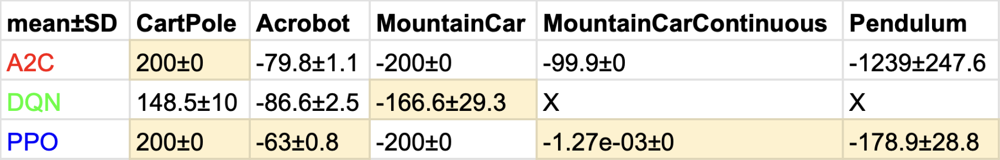 mean±SD CartPole Acrobot MountainCar MountainCarContinuous Pendulum
A2C 200±0 -79.8±1.1 -200±0 -99.9±0 -1239±247.6
DQN 148.5±10 -86.6±2.5 -166.6±29.3 X X
PPO 200±0 -63±0.8 -200±0 -1.27e-03±0 -178.9±28.8